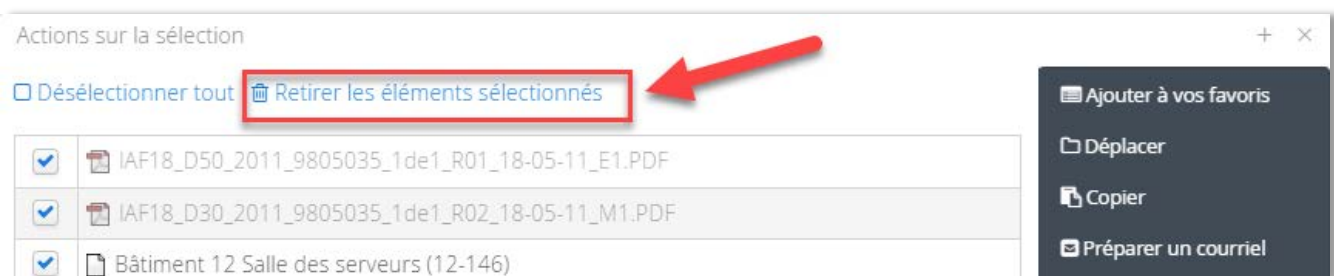 Actions sur la sélection
Désélectionner tout Retirer les éléments sélectionnés
IAF18_D50_2011_9805035_1de1_R01_18-05-11_E1.PDF
IAF18_D30_2011_9805035_1de1_R02_18-05-11_M1.PDF
Bâtiment 12 Salle des serveurs (12-146)
Ajouter à vos favoris
Déplacer
Copier
Préparer un courriel